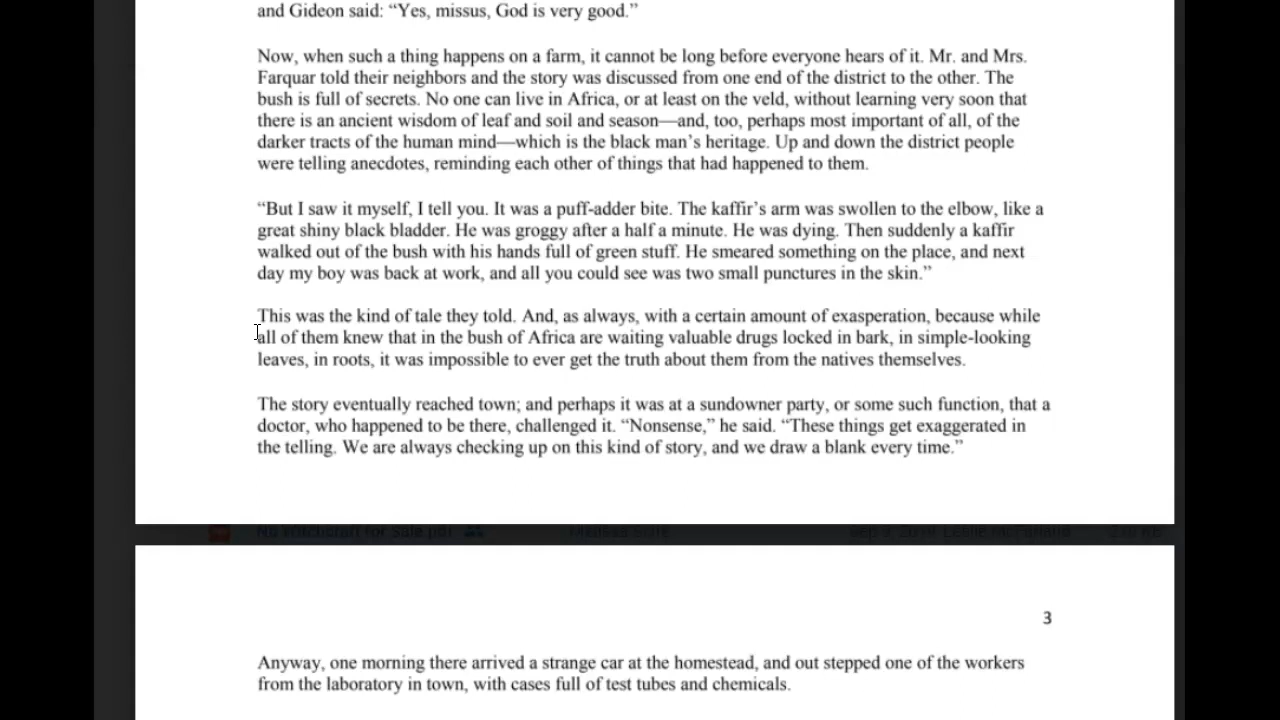 and Gideon said: “Yes, missus, God is very good.”
Now, when such a thing happens on a farm, it cannot be long before everyone hears of it. Mr. and Mrs.
Farquar told their neighbors and the story was discussed from one end of the district to the other. The
bush is full of secrets. No one can live in Africa, or at least on the veld, without learning very soon that
there is an ancient wisdom of leaf and soil and season—and, too, perhaps most important of all, of the
darker tracts of the human mind—which is the black man’s heritage. Up and down the district people
were telling anecdotes, reminding each other of things that had happened to them.
“But I saw it myself, I tell you. It was a puff-adder bite. The kaffir’s arm was swollen to the elbow, like a
great shiny black bladder. He was groggy after a half a minute. He was dying. Then suddenly a kaffir
walked out of the bush with his hands full of green stuff. He smeared something on the place, and next
day my boy was back at work, and all you could see was two small punctures in the skin.”
This was the kind of tale they told. And, as always, with a certain amount of exasperation, because while
all of them knew that in the bush of Africa are waiting valuable drugs locked in bark, in simple-looking
leaves, in roots, it was impossible to ever get the truth about them from the natives themselves.
The story eventually reached town; and perhaps it was at a sundowner party, or some such function, that a
doctor, who happened to be there, challenged it. “Nonsense,” he said. “These things get exaggerated in
the telling. We are always checking up on this kind of story, and we draw a blank every time.”
3
Anyway, one morning there arrived a strange car at the homestead, and out stepped one of the workers
from the laboratory in town, with cases full of test tubes and chemicals.